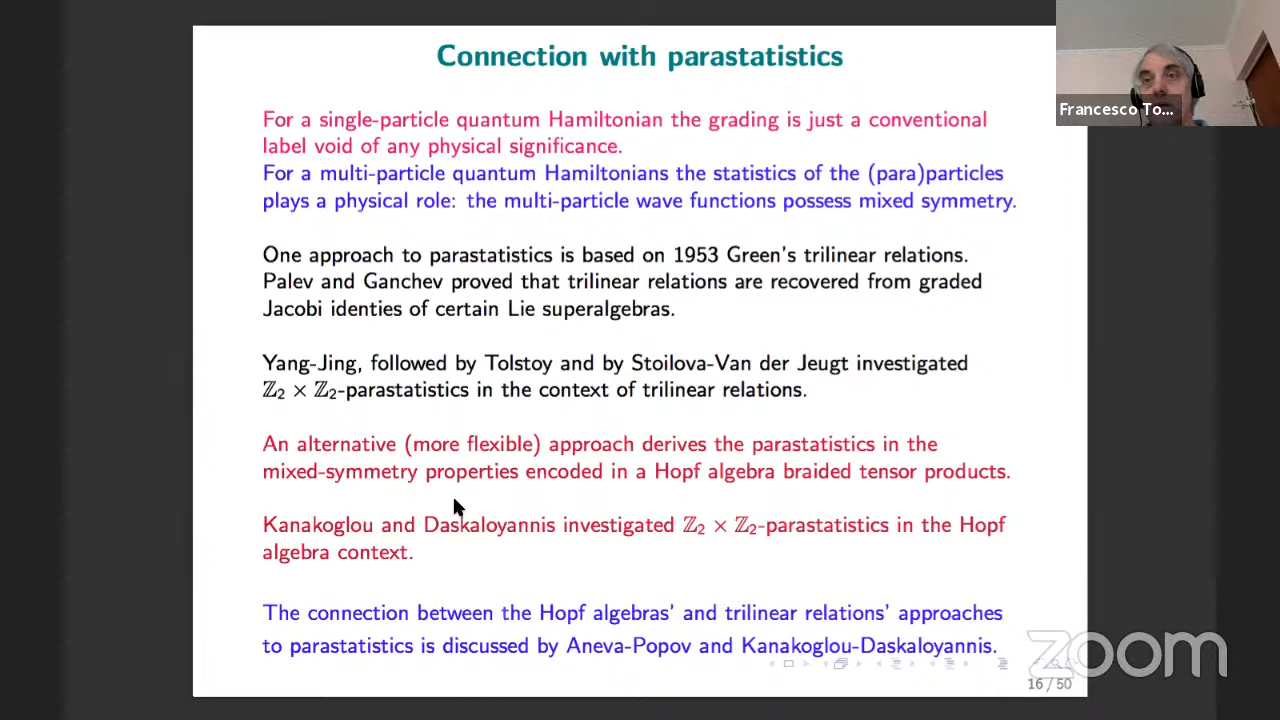 Connection with parastatistics
Francesco To...
For a single-particle quantum Hamiltonian the grading is just a conventional
label void of any physical significance.
For a multi-particle quantum Hamiltonians the statistics of the (para)particles
plays a physical role: the multi-particle wave functions possess mixed symmetry.
One approach to parastatistics is based on 1953 Green's trilinear relations.
Palev and Ganchev proved that trilinear relations are recovered from graded
Jacobi identies of certain Lie superalgebras.
Yang-Jing, followed by Tolstoy and by Stoilova-Van der Jeugt investigated
ℤ₂ × ℤ₂-parastatistics in the context of trilinear relations.
An alternative (more flexible) approach derives the parastatistics in the
mixed-symmetry properties encoded in a Hopf algebra braided tensor products.
Kanakoglou and Daskaloyannis investigated ℤ₂ × ℤ₂-parastatistics in the Hopf
algebra context.
The connection between the Hopf algebras' and trilinear relations' approaches
to parastatistics is discussed by Aneva-Popov and Kanakoglou-Daskaloyannis.
zoom
16 / 50